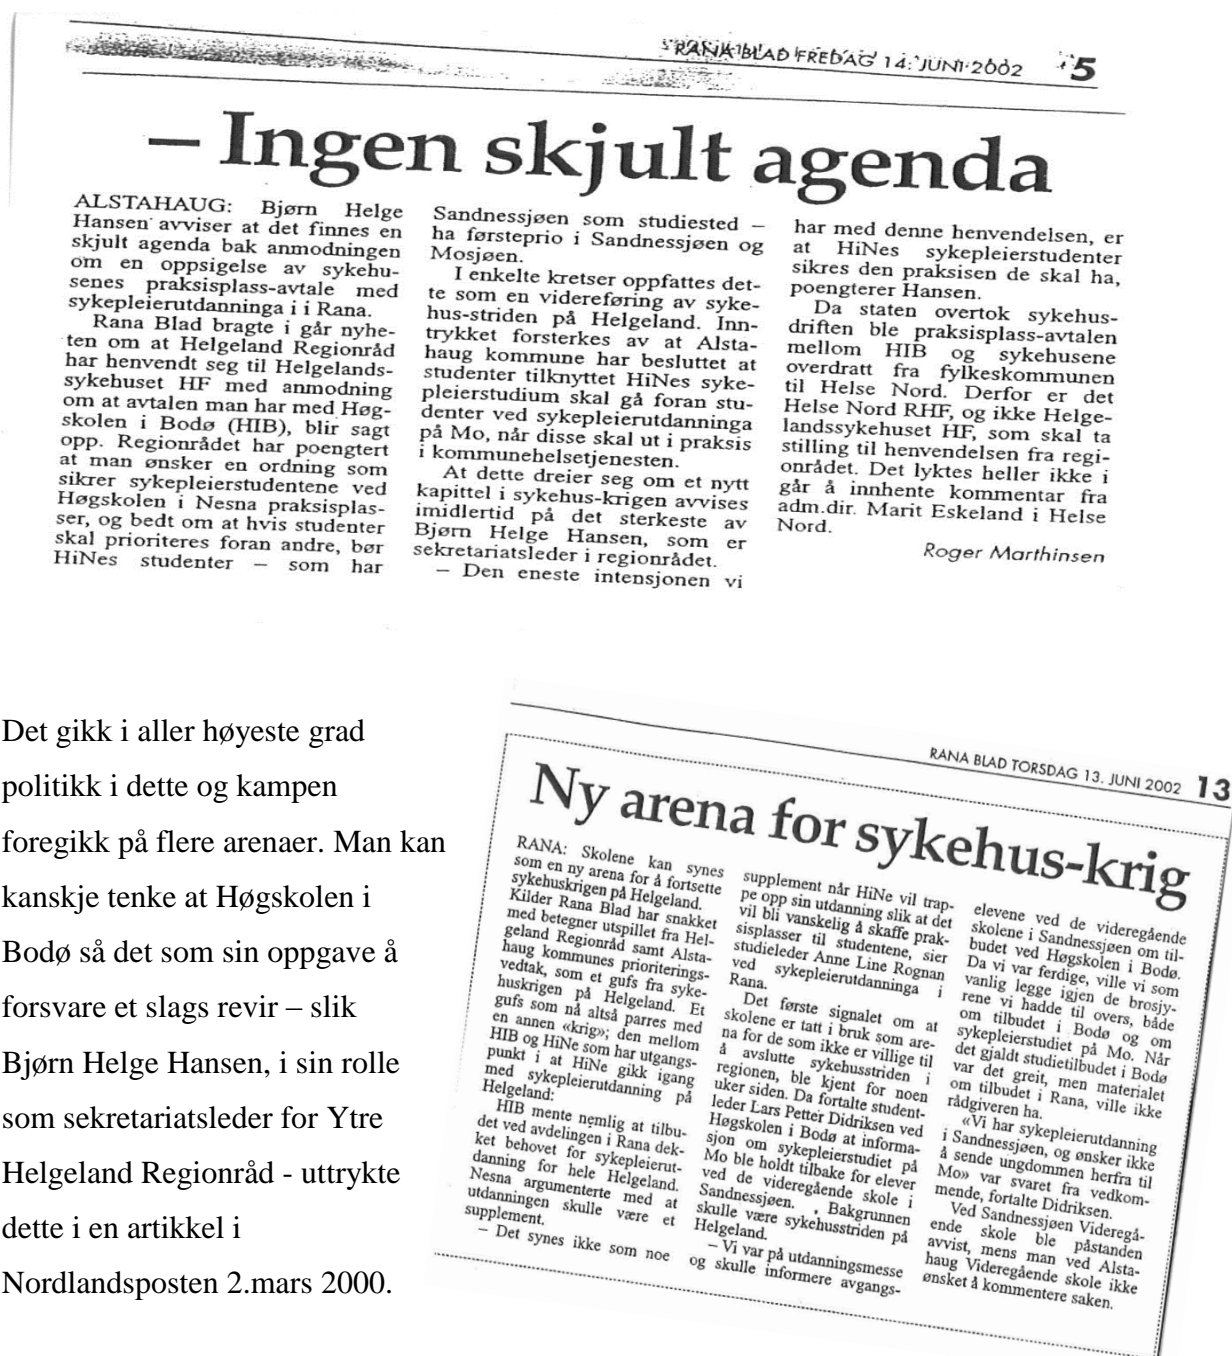 RANA BLAD FREDAG 14. JUNI 2002 5
– Ingen skjult agenda
ALSTAHAUG: Bjørn Helge
Hansen avviser at det finnes en
skjult agenda bak anmodningen
om en oppsigelse av sykehu-
senes praksisplass-avtale med
sykepleierutdanninga i i Rana.
Rana Blad bragte i går nyhe-
ten om at Helgeland Regionråd
har henvendt seg til Helgelands-
sykehuset HF med anmodning
om at avtalen man har med Høg-
skolen i Bodø (HIB), blir sagt
opp. Regionrådet har poengtert
at man ønsker en ordning som
sikrer sykepleierstudentene ved
Høgskolen i Nesna praksisplas-
ser, og bedt om at hvis studenter
skal prioriteres foran andre, bør
HiNes studenter – som har
Sandnessjøen som studiested –
ha førsteprio i Sandnessjøen og
Mosjøen.
I enkelte kretser oppfattes det-
te som en videreføring av syke-
hus-striden på Helgeland. Inn-
trykket forsterkes av at Alsta-
haug kommune har besluttet at
studenter tilknyttet HiNes syke-
pleierstudium skal gå foran stu-
denter ved sykepleierutdanninga
på Mo, når disse skal ut i praksis
i kommunehelsetjenesten.
At dette dreier seg om et nytt
kapittel i sykehus-krigen avvises
imidlertid på det sterkeste av
Bjørn Helge Hansen, som er
sekretariatsleder i regionrådet.
– Den eneste intensjonen vi
har med denne henvendelsen, er
at HiNes sykepleierstudenter
sikres den praksisen de skal ha,
poengterer Hansen.
Da staten overtok sykehus-
driften ble praksisplass-avtalen
mellom HIB og sykehusene
overdratt fra fylkeskommunen
til Helse Nord. Derfor er det
Helse Nord RHF, og ikke Helge-
landssykehuset HF, som skal ta
stilling til henvendelsen fra regi-
onrådet. Det lyktes heller ikke i
går å innhente kommentar fra
adm.dir. Marit Eskeland i Helse
Nord.
Roger Marthinsen
Det gikk i aller høyeste grad
politikk i dette og kampen
foregikk på flere arenaer. Man kan
kanskje tenke at Høgskolen i
Bodø så det som sin oppgave å
forsvare et slags revir – slik
Bjørn Helge Hansen, i sin rolle
som sekretariatsleder for Ytre
Helgeland Regionråd - uttrykte
dette i en artikkel i
Nordlandsposten 2.mars 2000.
RANA BLAD TORSDAG 13. JUNI 2002 13
Ny arena for sykehus-krig
RANA: Skolene kan synes
som en ny arena for å fortsette
sykehuskrigen på Helgeland.
Kilder Rana Blad har snakket
med betegner utspillet fra Hel-
geland Regionråd samt Alsta-
haug kommunes prioriterings-
vedtak, som et gufs fra syke-
huskrigen på Helgeland. Et
gufs som nå altså parres med
en annen «krig»; den mellom
HIB og HiNe som har utgangs-
punkt i at HiNe gikk igang
med sykepleierutdanning på
Helgeland:
HIB mente nemlig at tilbu-
det ved avdelingen i Rana dek-
ket behovet for sykepleierut-
danning for hele Helgeland.
Nesna argumenterte med at
utdanningen skulle være et
supplement.
– Det synes ikke som noe
supplement når HiNe vil trap-
pe opp sin utdanning slik at det
vil bli vanskelig å skaffe prak-
sisplasser til studentene, sier
studieleder Anne Line Rognan
ved sykepleierutdanninga i
Rana.
Det første signalet om at
skolene er tatt i bruk som are-
na for de som ikke er villige til
å avslutte sykehusstriden i
regionen, ble kjent for noen
uker siden. Da fortalte student-
leder Lars Petter Didriksen ved
Høgskolen i Bodø at informa-
sjon om sykepleierstudiet på
Mo ble holdt tilbake for elever
ved de videregående skole i
Sandnessjøen. , Bakgrunnen
skulle være sykehusstriden på
Helgeland.
– Vi var på utdanningsmesse
og skulle informere avgangs-
elevene ved de videregående
skolene i Sandnessjøen om til-
budet ved Høgskolen i Bodø.
Da vi var ferdige, ville vi som
vanlig legge igjen de brosjy-
rene vi hadde til overs, både
om tilbudet i Bodø og om
sykepleierstudiet på Mo. Når
det gjaldt studietilbudet i Bodø
var det greit, men materialet
om tilbudet i Rana, ville ikke
rådgiveren ha.
«Vi har sykepleierutdanning
i Sandnessjøen, og ønsker ikke
å sende ungdommen herfra til
Mo» var svaret fra vedkom-
mende, fortalte Didriksen.
Ved Sandnessjøen Videregå-
ende skole ble påstanden
avvist, mens man ved Alsta-
haug Videregående skole ikke
ønsket å kommentere saken.